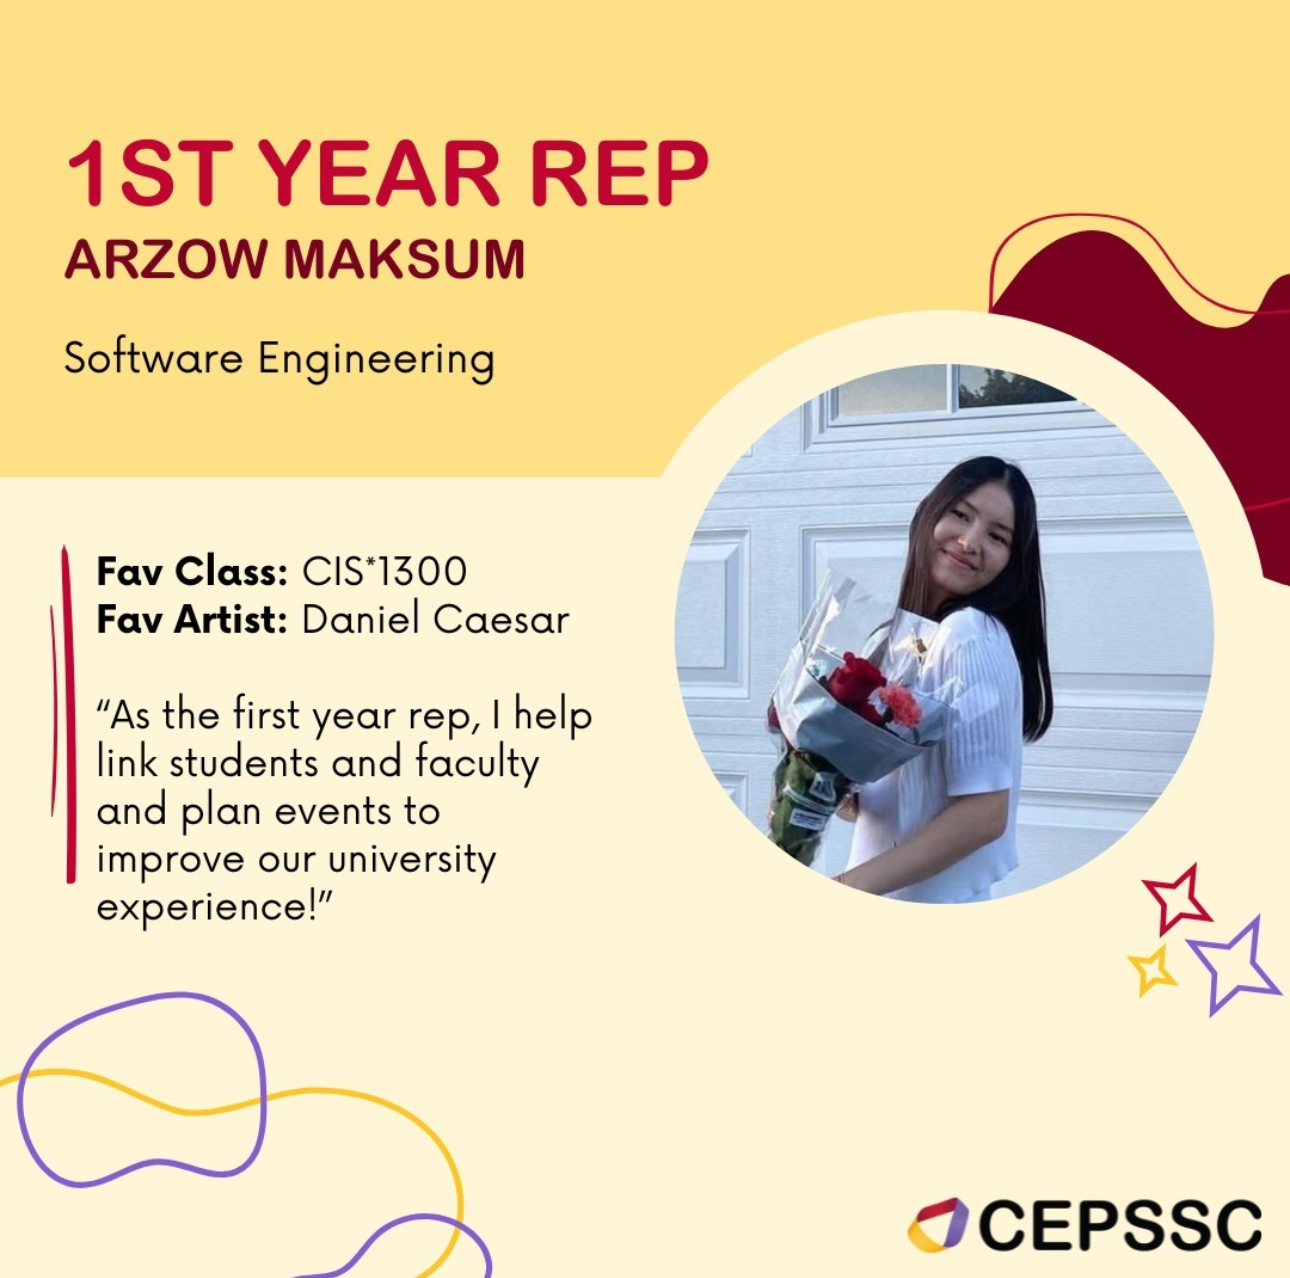 1ST YEAR REP
ARZOW MAKSUM
Software Engineering
Fav Class: CIS*1300
Fav Artist: Daniel Caesar
“As the first year rep, I help
link students and faculty
and plan events to
improve our university
experience!”
CEPSSC